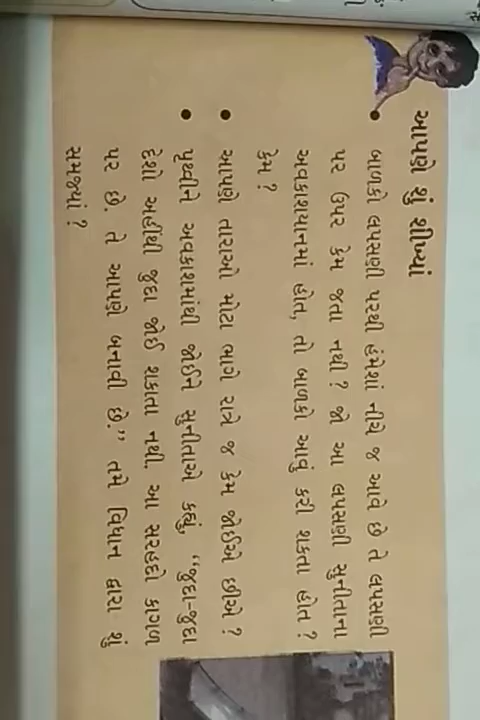 આપણે શું શીખ્યાં
• બાળકો લપસણી પરથી હંમેશાં નીચે જ આવે છે તે લપસણી
પર ઉપર કેમ જતા નથી? જો આ લપસણી સુનીતાના
અવકાશયાનમાં હોત, તો બાળકો આવું કરી શકતા હોત ?
કેમ ?
• આપણે તારાઓ મોટા ભાગે રાત્રે જ કેમ જોઈએ છીએ ?
• પૃથ્વીને અવકાશમાંથી જોઈને સુનીતાએ કહ્યું, “જુદા-જુદા
દેશો અહીંથી જુદા જોઈ શકાતા નથી. આ સરહદો કાગળ
પર છે. તે આપણે બનાવી છે.” તમે વિધાન દ્વારા શું
સમજ્યાં ?